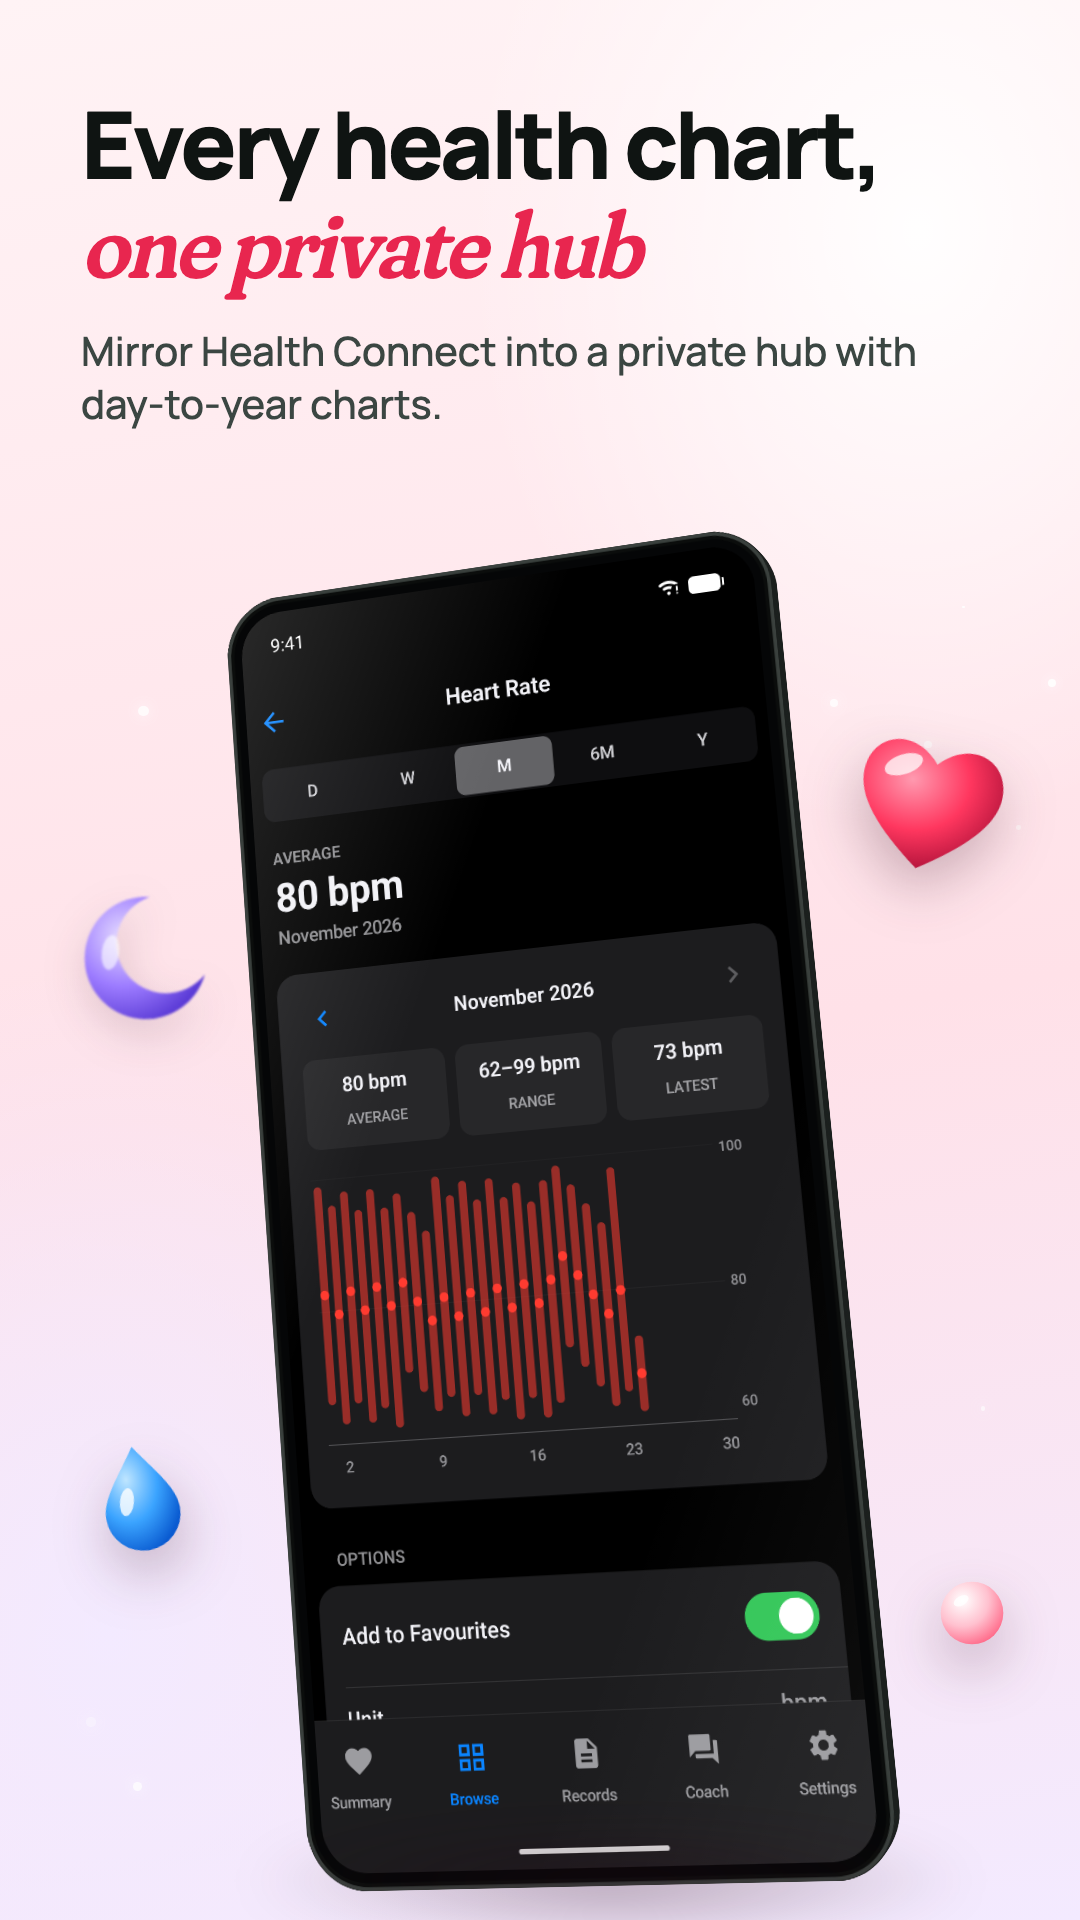 Every health chart,
one private hub
Mirror Health Connect into a private hub with
day-to-year charts.
9:41
Heart Rate
D W M 6M Y
AVERAGE
80 bpm
November 2026
November 2026
80 bpm 62–99 bpm 73 bpm
AVERAGE RANGE LATEST
100
80
60
2 9 16 23 30
OPTIONS
Add to Favourites
Unit bpm
Summary Browse Records Coach Settings